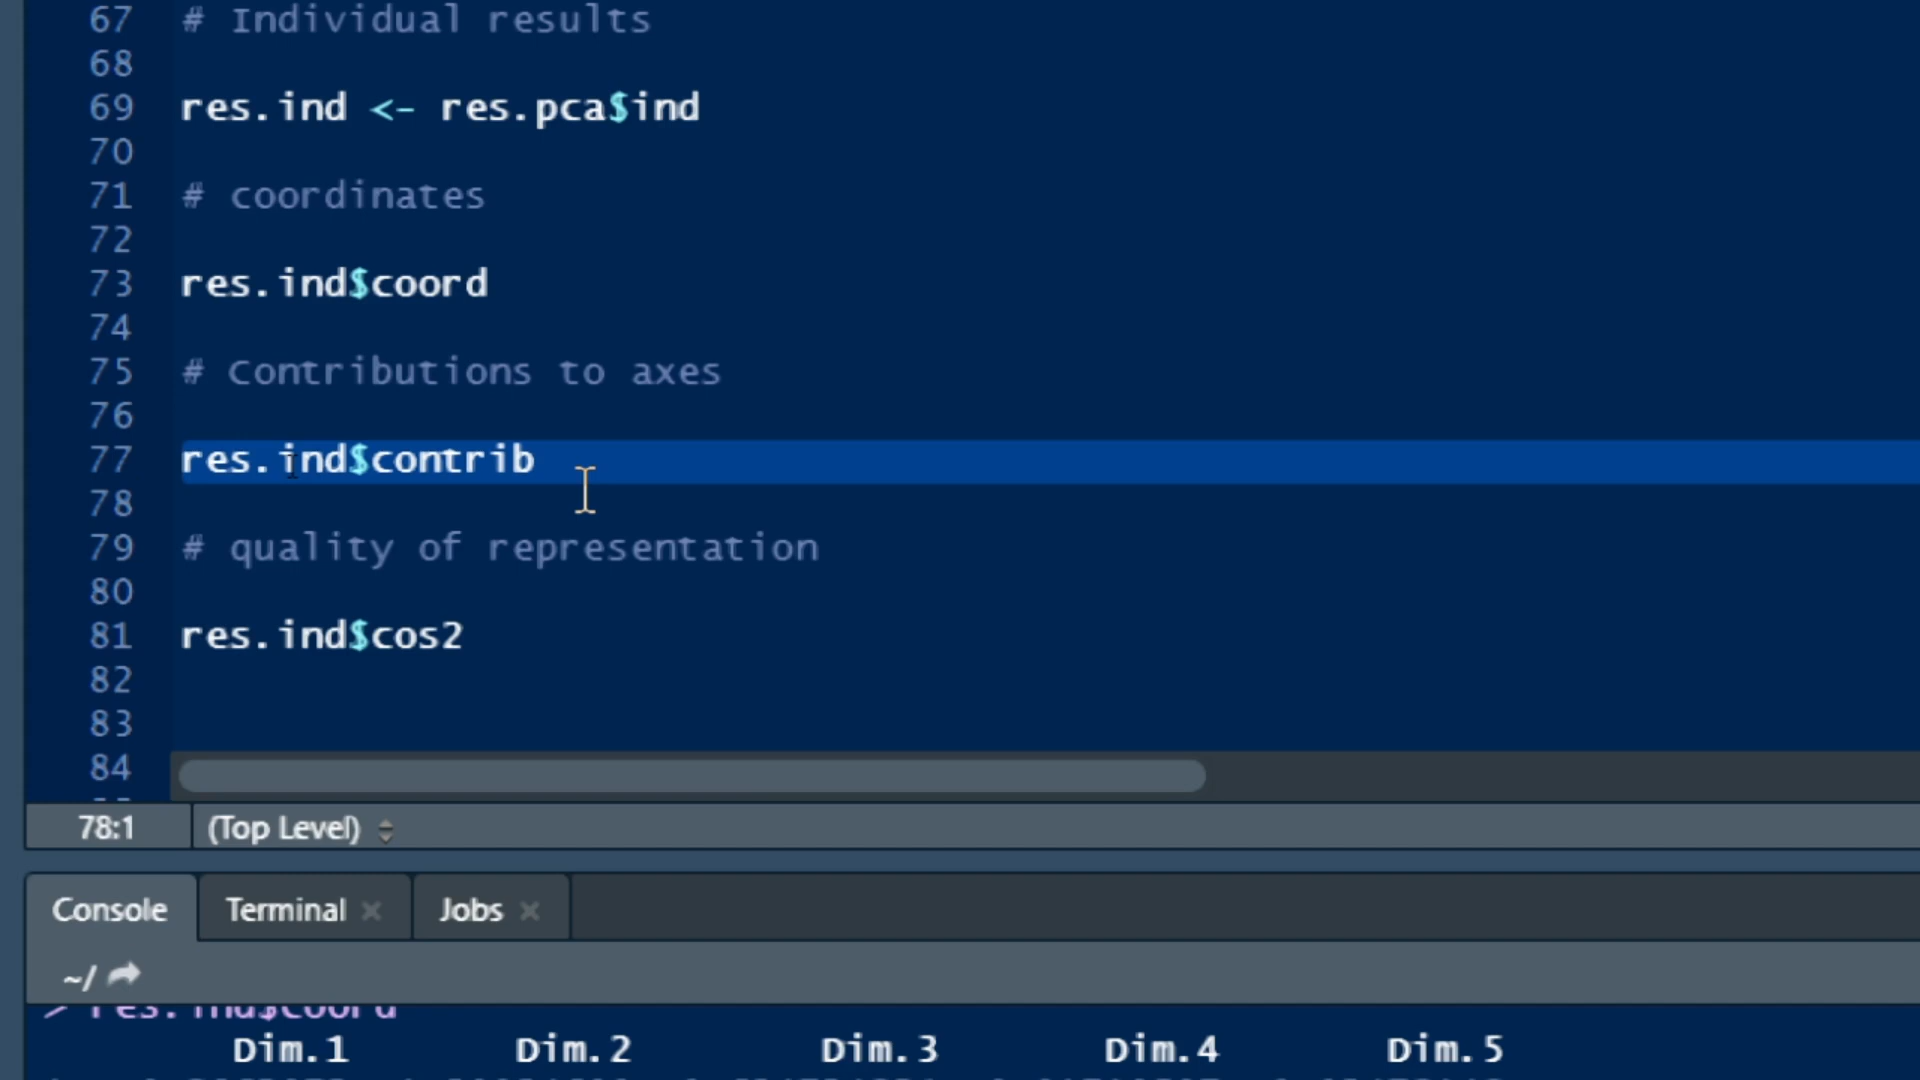 67 # Individual results
68
69 res.ind <- res.pca$ind
70
71 # coordinates
72
73 res.ind$coord
74
75 # Contributions to axes
76
77 res.ind$contrib
78
79 # quality of representation
80
81 res.ind$cos2
82
83
84
78:1 (Top Level)
Console Terminal Jobs
~/
> res.ind$coord
Dim.1 Dim.2 Dim.3 Dim.4 Dim.5